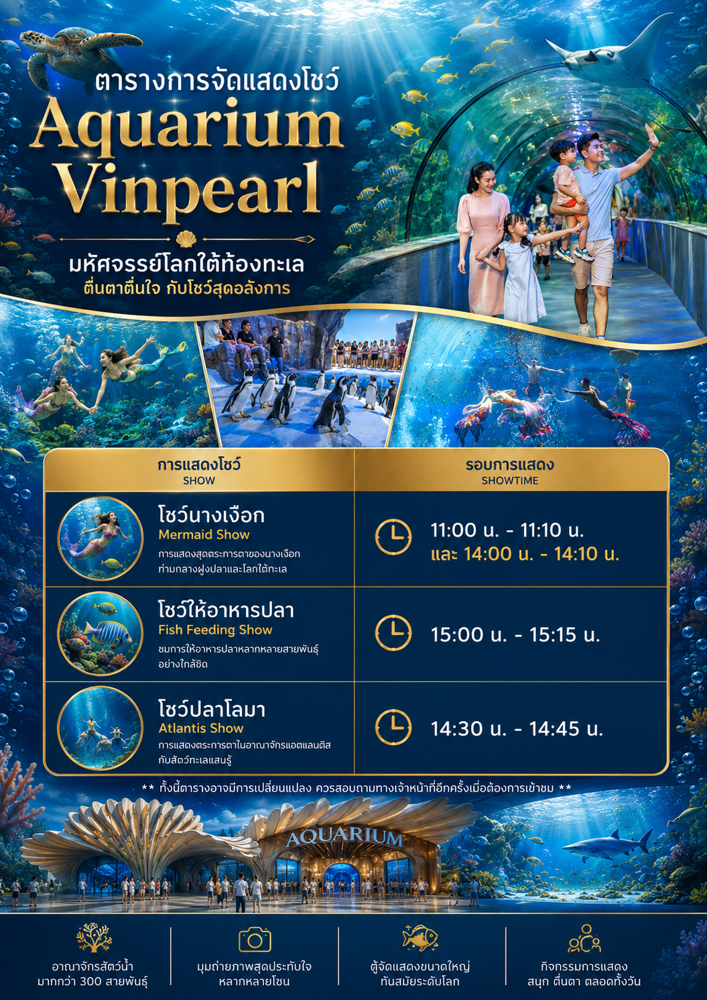 ตารางการจัดแสดงโชว์
Aquarium
Vinpearl
มหัศจรรย์โลกใต้ท้องทะเล
ตื่นตาตื่นใจ กับโชว์สุดอลังการ
การแสดงโชว์
SHOW
รอบการแสดง
SHOWTIME
โชว์นางเงือก
Mermaid Show
การแสดงสุดตระการตาของนางเงือก
ท่ามกลางฝูงปลาและโลกใต้ทะเล
11:00 น. - 11:10 น.
และ 14:00 น. - 14:10 น.
โชว์ให้อาหารปลา
Fish Feeding Show
ชมการให้อาหารปลาหลากหลายสายพันธุ์
อย่างใกล้ชิด
15:00 น. - 15:15 น.
โชว์ปลาโลมา
Atlantis Show
การแสดงตระการตาในอาณาจักรแอตแลนติส
กับสัตว์ทะเลแสนรู้
14:30 น. - 14:45 น.
** ทั้งนี้ตารางอาจมีการเปลี่ยนแปลง ควรสอบถามทางเจ้าหน้าที่อีกครั้งเมื่อต้องการเข้าชม **
AQUARIUM
อาณาจักรสัตว์น้ำ
มากกว่า 300 สายพันธุ์
มุมถ่ายภาพสุดประทับใจ
หลากหลายโซน
ตู้จัดแสดงขนาดใหญ่
ทันสมัยระดับโลก
กิจกรรมการแสดง
สนุก ตื่นตา ตลอดทั้งวัน